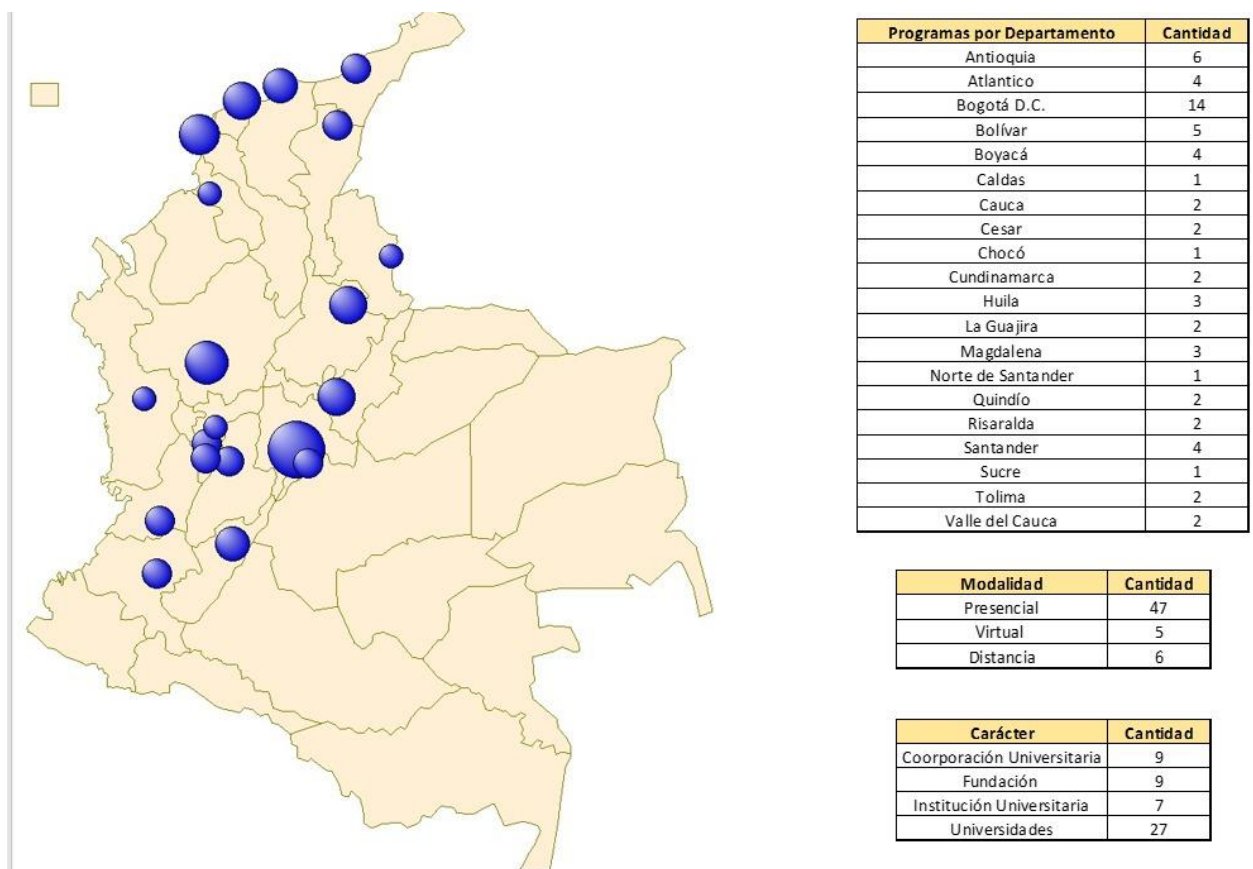 Programas por Departamento Cantidad
Antioquia 6
Atlantico 4
Bogotá D.C. 14
Bolívar 5
Boyacá 4
Caldas 1
Cauca 2
Cesar 2
Chocó 1
Cundinamarca 2
Huila 3
La Guajira 2
Magdalena 3
Norte de Santander 1
Quindío 2
Risaralda 2
Santander 4
Sucre 1
Tolima 2
Valle del Cauca 2
Modalidad Cantidad
Presencial 47
Virtual 5
Distancia 6
Carácter Cantidad
Coorporación Universitaria 9
Fundación 9
Institución Universitaria 7
Universidades 27